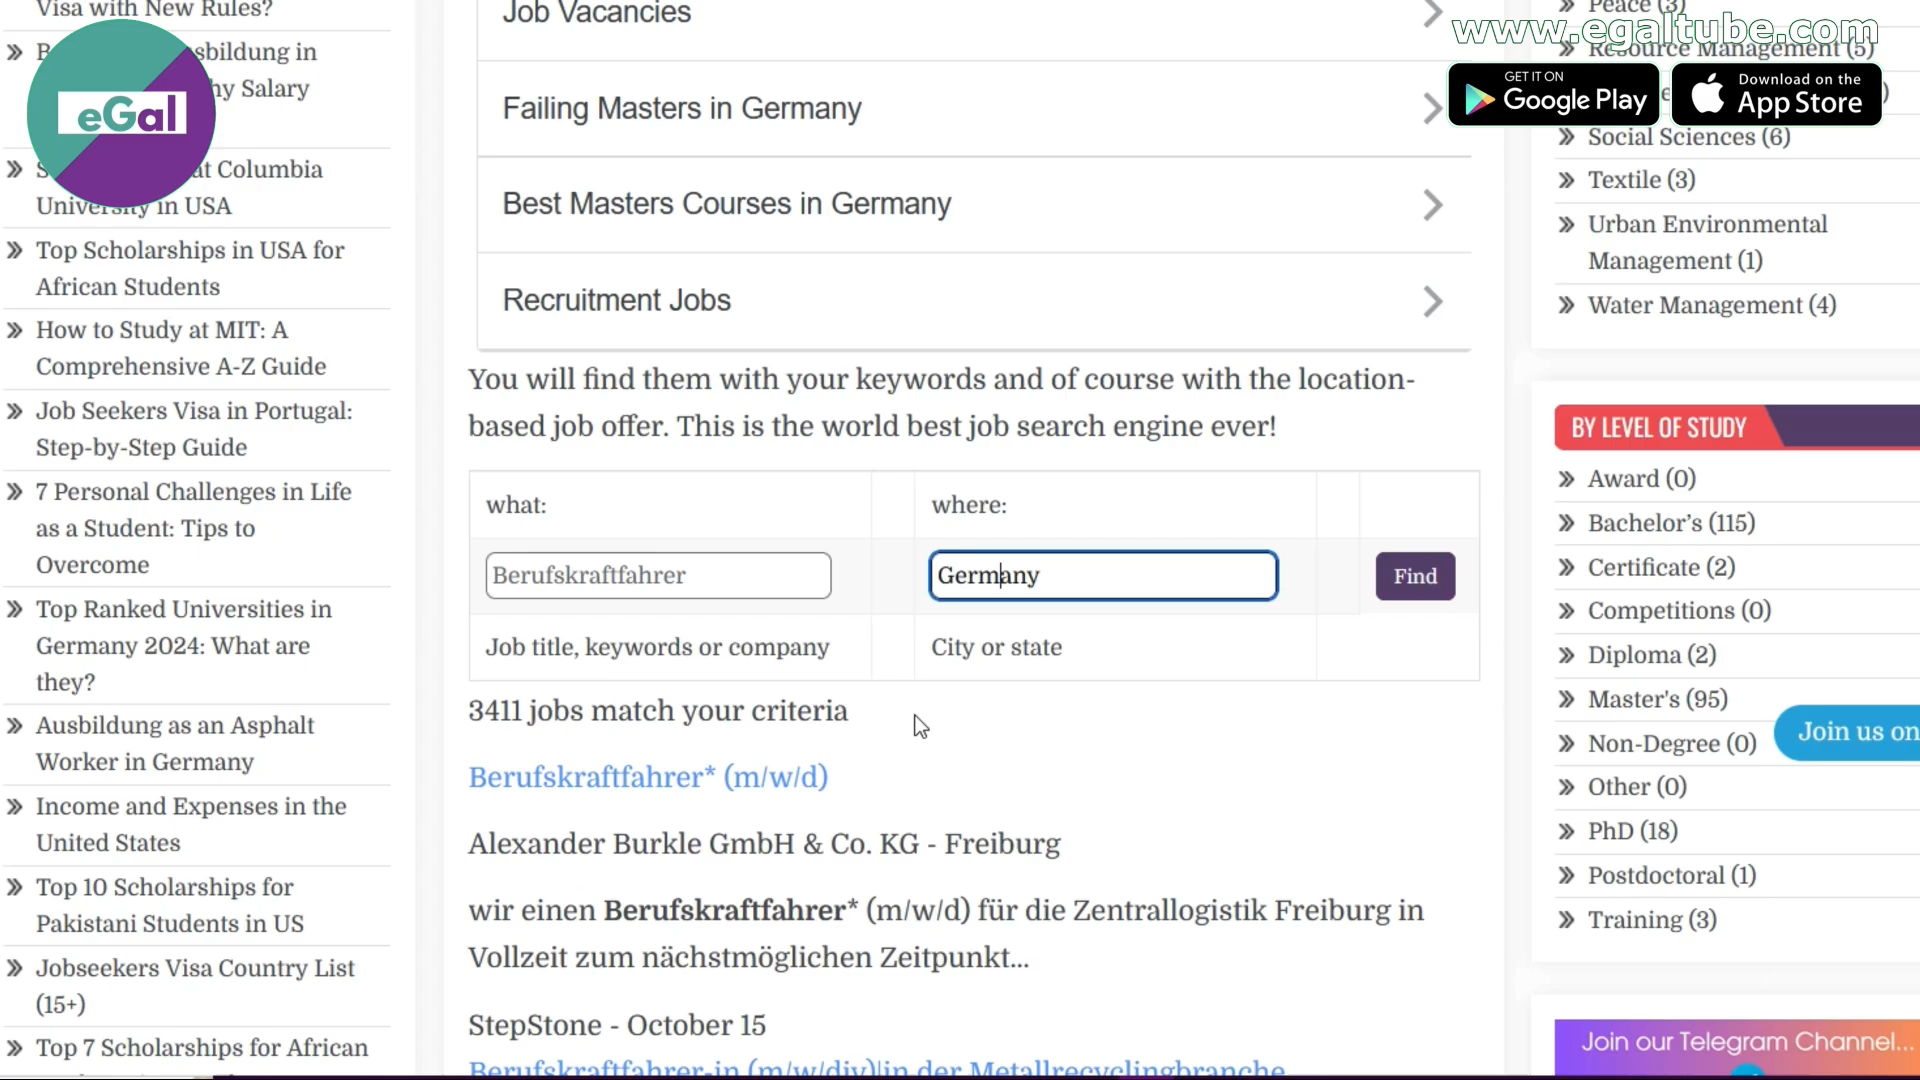 Visa with New Rules?
sbildung in
hy Salary
at Columbia
University in USA
Top Scholarships in USA for
African Students
How to Study at MIT: A
Comprehensive A-Z Guide
Job Seekers Visa in Portugal:
Step-by-Step Guide
7 Personal Challenges in Life
as a Student: Tips to
Overcome
Top Ranked Universities in
Germany 2024: What are
they?
Ausbildung as an Asphalt
Worker in Germany
Income and Expenses in the
United States
Top 10 Scholarships for
Pakistani Students in US
Jobseekers Visa Country List
(15+)
Top 7 Scholarships for African
eGal
Job Vacancies
Failing Masters in Germany
Best Masters Courses in Germany
Recruitment Jobs
You will find them with your keywords and of course with the location-
based job offer. This is the world best job search engine ever!
what: where:
Berufskraftfahrer Germany Find
Job title, keywords or company City or state
3411 jobs match your criteria
Berufskraftfahrer* (m/w/d)
Alexander Burkle GmbH & Co. KG - Freiburg
wir einen Berufskraftfahrer* (m/w/d) für die Zentrallogistik Freiburg in
Vollzeit zum nächstmöglichen Zeitpunkt...
StepStone - October 15
Berufskraftfahrer-in (m/w/div)|in der Metallrecyclingbranche
Peace (3)
www.egaltube.com
Resource Management (5)
GET IT ON
Google Play
Download on the
App Store
Social Sciences (6)
Textile (3)
Urban Environmental
Management (1)
Water Management (4)
BY LEVEL OF STUDY
Award (0)
Bachelor's (115)
Certificate (2)
Competitions (0)
Diploma (2)
Master's (95)
Non-Degree (0)
Other (0)
PhD (18)
Postdoctoral (1)
Training (3)
Join us on
Join our Telegram Channel...